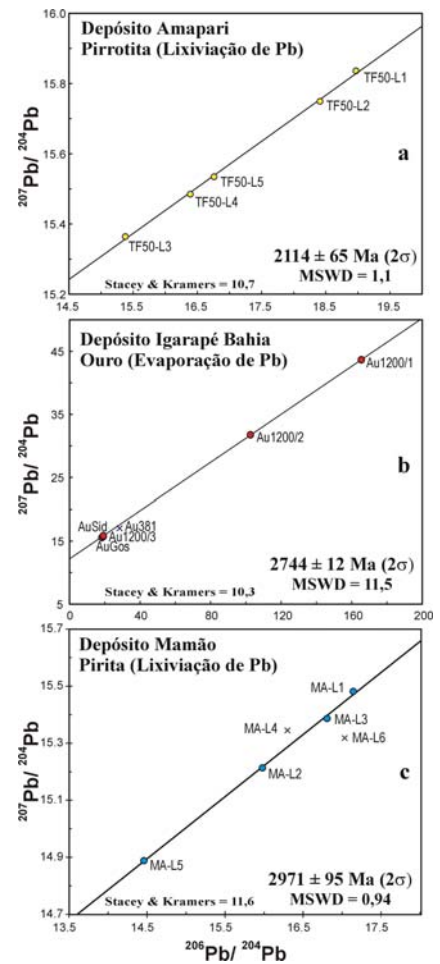 16.0
Depósito Amapari
Pirrotita (Lixiviação de Pb)
TF50-L1
15.8
TF50-L2
²⁰⁷Pb/ ²⁰⁴Pb
15.6
TF50-L5
a
TF50-L4
15.4
TF50-L3
2114 ± 65 Ma (2σ)
MSWD = 1,1
Stacey & Kramers = 10,7
15.2
14.5 15.5 16.5 17.5 18.5 19.5
Depósito Igarapé Bahia
Ouro (Evaporação de Pb)
45
Au1200/1
35
Au1200/2
²⁰⁷Pb/ ²⁰⁴Pb
b
25
AuSid Au381
15
Au1200/3
AuGos
2744 ± 12 Ma (2σ)
MSWD = 11,5
Stacey & Kramers = 10,3
5
0 40 80 120 160 200
15.7
Depósito Mamão
Pirita (Lixiviação de Pb)
MA-L1
15.5
MA-L3
MA-L4
MA-L6
15.3
²⁰⁷Pb/ ²⁰⁴Pb
MA-L2
c
15.1
14.9
MA-L5
2971 ± 95 Ma (2σ)
MSWD = 0,94
Stacey & Kramers = 11,6
14.7
13.5 14.5 15.5 16.5 17.5
²⁰⁶Pb/ ²⁰⁴Pb